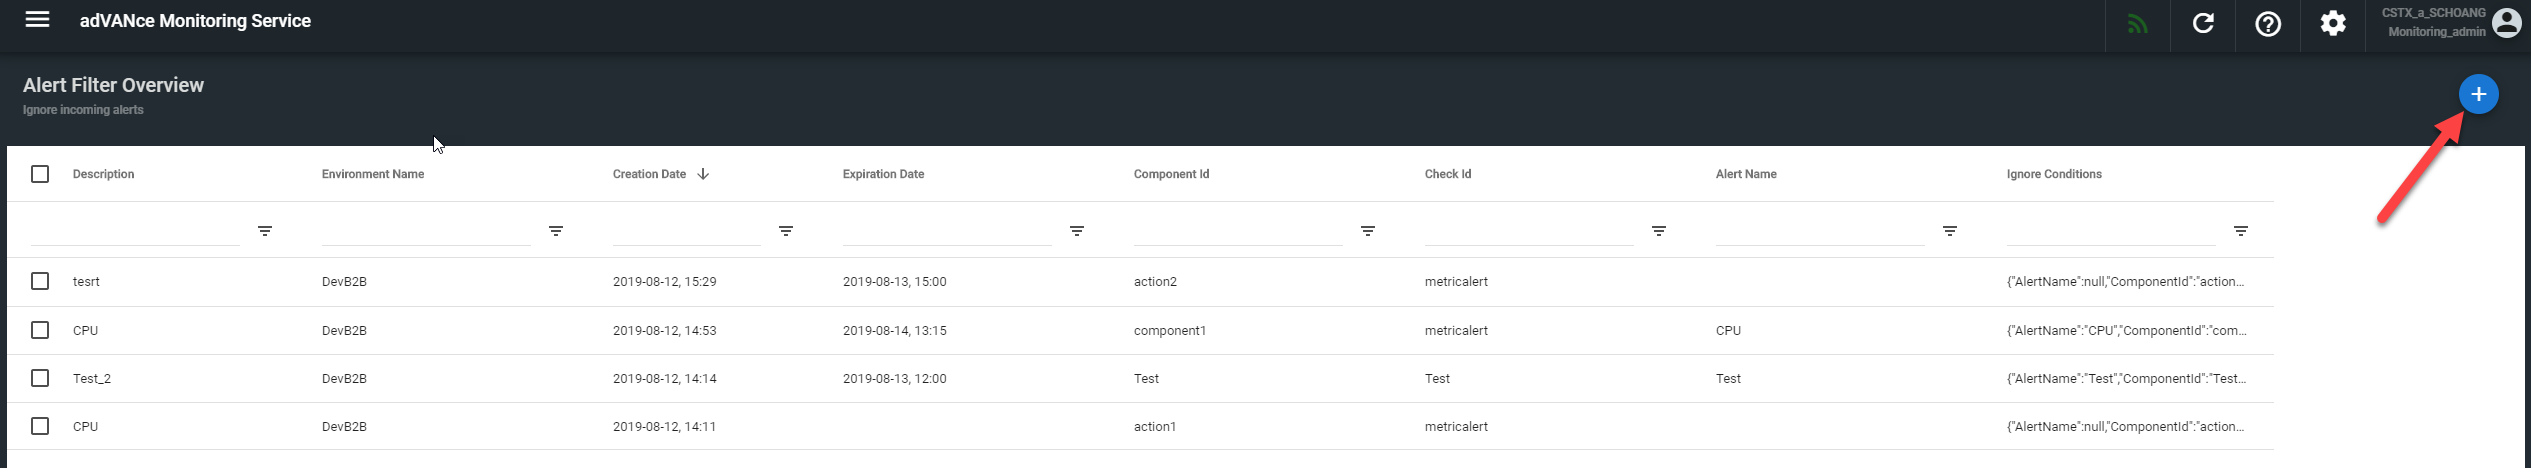 adVANce Monitoring Service
CSTX_a_SCHOANG
Monitoring_admin
Alert Filter Overview
Ignore incoming alerts
Description Environment Name Creation Date Expiration Date Component Id Check Id Alert Name Ignore Conditions
tesrt DevB2B 2019-08-12, 15:29 2019-08-13, 15:00 action2 metricalert {"AlertName":null,"ComponentId":"action...
CPU DevB2B 2019-08-12, 14:53 2019-08-14, 13:15 component1 metricalert CPU {"AlertName":"CPU","ComponentId":"com...
Test_2 DevB2B 2019-08-12, 14:14 2019-08-13, 12:00 Test Test Test {"AlertName":"Test","ComponentId":"Test...
CPU DevB2B 2019-08-12, 14:11 action1 metricalert {"AlertName":null,"ComponentId":"action...